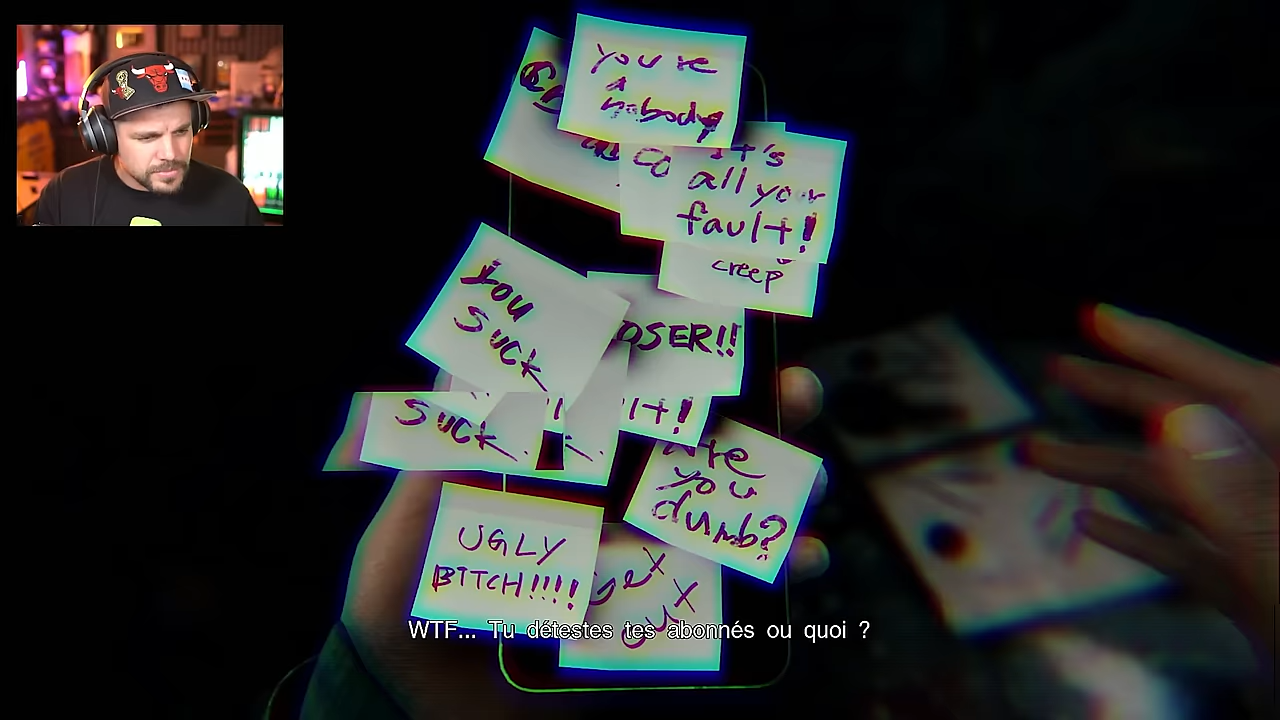 you're
a
nobody
It's
all your
fault!
creep
you
suck
OSER!!
suck.
lt!
Are
you
dumb?
UGLY
BITCH!!!!
WTF... Tu détestes tes abonnés ou quoi ?